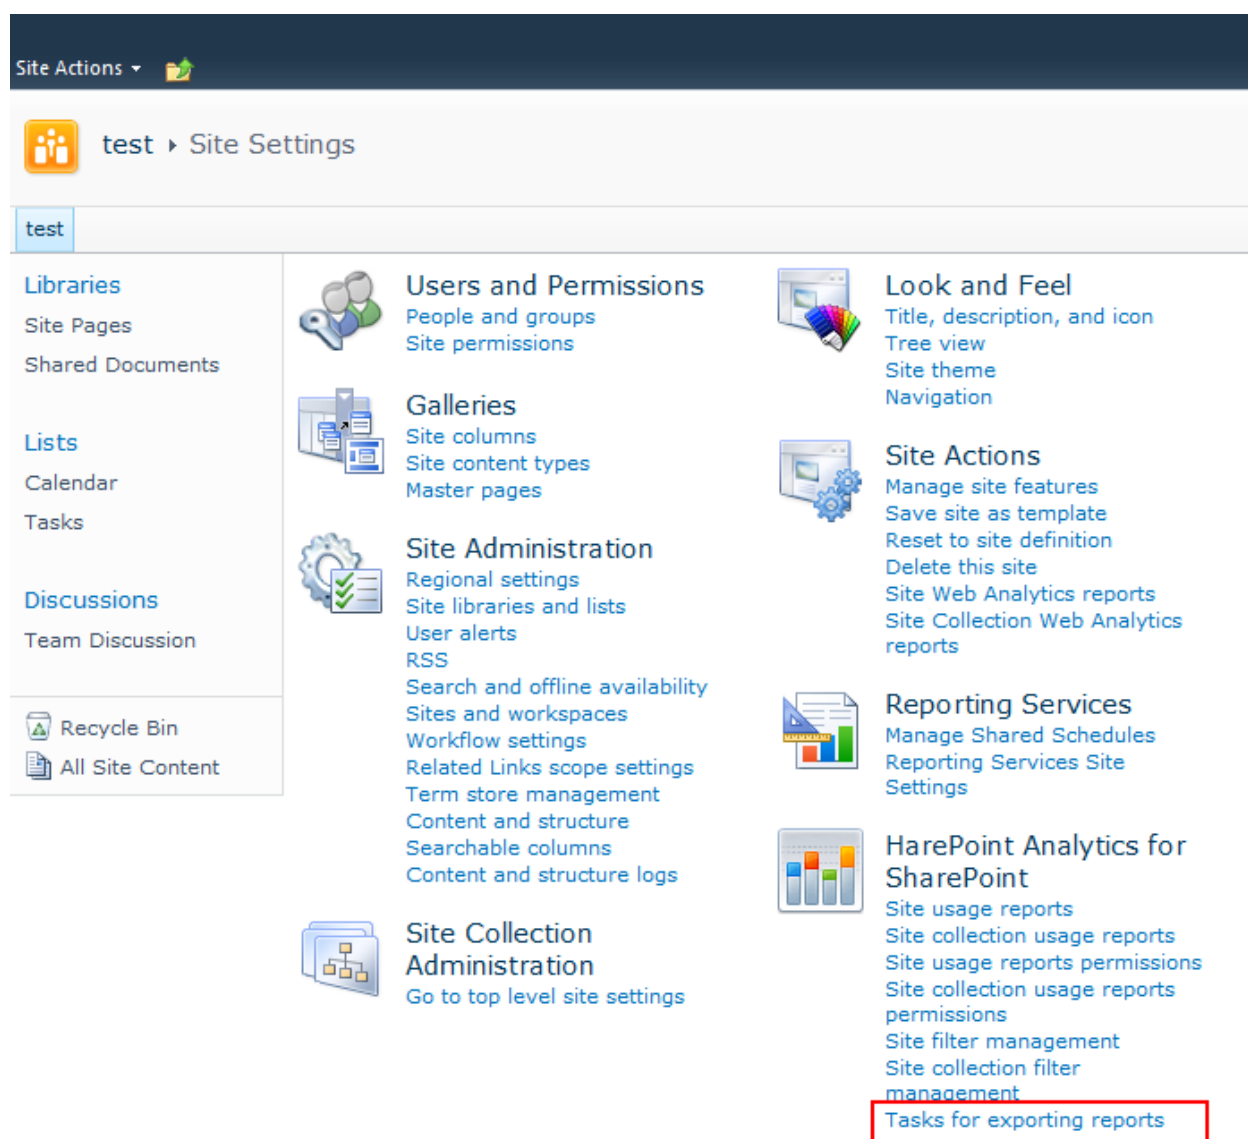 Site Actions
test ▸ Site Settings
test
Libraries
Site Pages
Shared Documents
Lists
Calendar
Tasks
Discussions
Team Discussion
Recycle Bin
All Site Content
Users and Permissions
People and groups
Site permissions
Galleries
Site columns
Site content types
Master pages
Site Administration
Regional settings
Site libraries and lists
User alerts
RSS
Search and offline availability
Sites and workspaces
Workflow settings
Related Links scope settings
Term store management
Content and structure
Searchable columns
Content and structure logs
Site Collection
Administration
Go to top level site settings
Look and Feel
Title, description, and icon
Tree view
Site theme
Navigation
Site Actions
Manage site features
Save site as template
Reset to site definition
Delete this site
Site Web Analytics reports
Site Collection Web Analytics
reports
Reporting Services
Manage Shared Schedules
Reporting Services Site
Settings
HarePoint Analytics for
SharePoint
Site usage reports
Site collection usage reports
Site usage reports permissions
Site collection usage reports
permissions
Site filter management
Site collection filter
management
Tasks for exporting reports